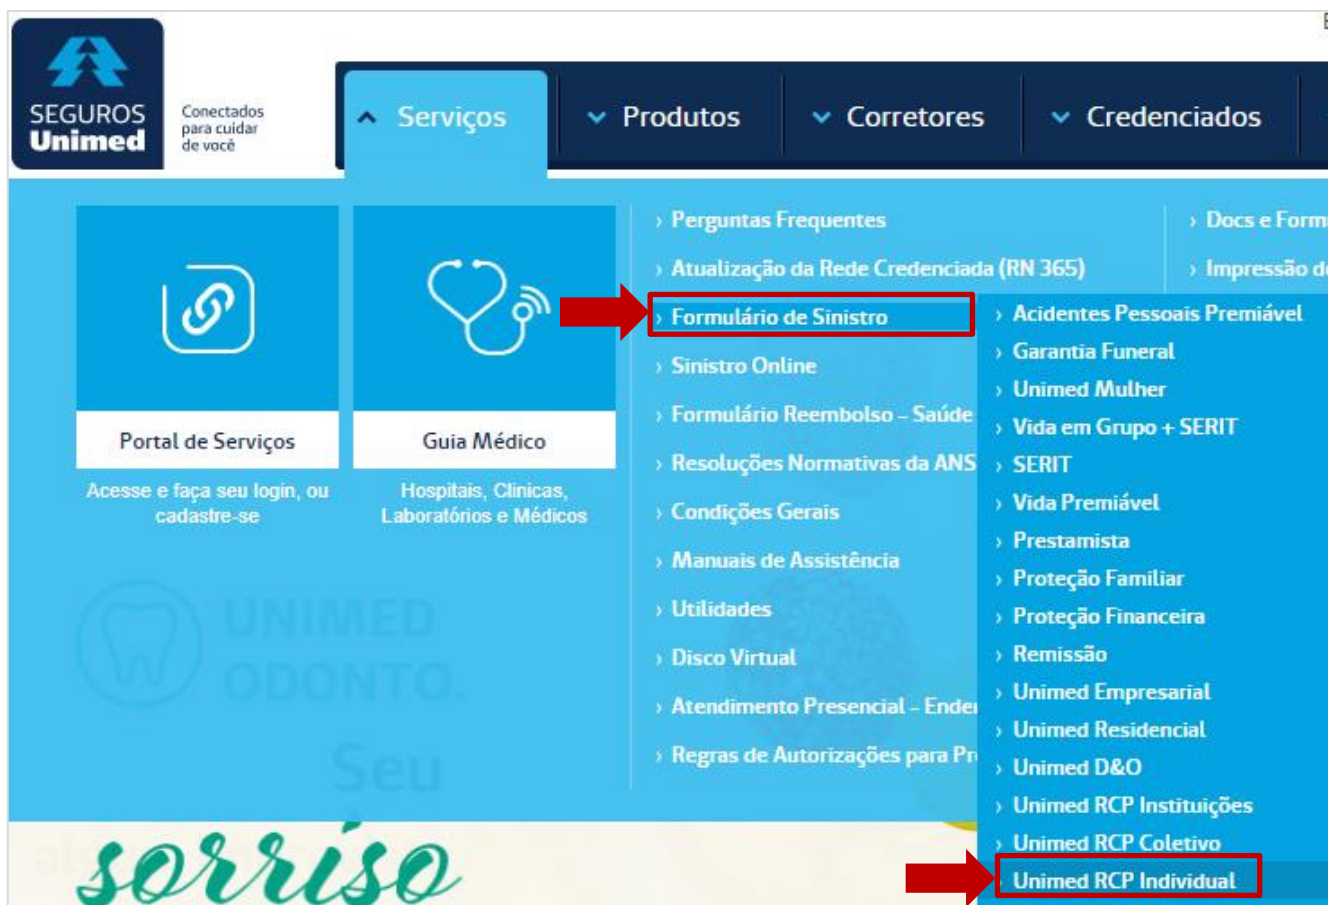 SEGUROS
Unimed
Conectados
para cuidar
de você
Serviços
Produtos
Corretores
Credenciados
Portal de Serviços
Acesse e faça seu login, ou
cadastre-se
Guia Médico
Hospitais, Clínicas,
Laboratórios e Médicos
› Perguntas Frequentes
› Atualização da Rede Credenciada (RN 365)
› Formulário de Sinistro
› Sinistro Online
› Formulário Reembolso – Saúde
› Resoluções Normativas da ANS
› Condições Gerais
› Manuais de Assistência
› Utilidades
› Disco Virtual
› Atendimento Presencial – Ender
› Regras de Autorizações para Pr
› Docs e Form
› Impressão d
› Acidentes Pessoais Premiável
› Garantia Funeral
› Unimed Mulher
› Vida em Grupo + SERIT
› SERIT
› Vida Premiável
› Prestamista
› Proteção Familiar
› Proteção Financeira
› Remissão
› Unimed Empresarial
› Unimed Residencial
› Unimed D&O
› Unimed RCP Instituições
› Unimed RCP Coletivo
› Unimed RCP Individual
UNIMED
ODONTO.
Seu
sorriso